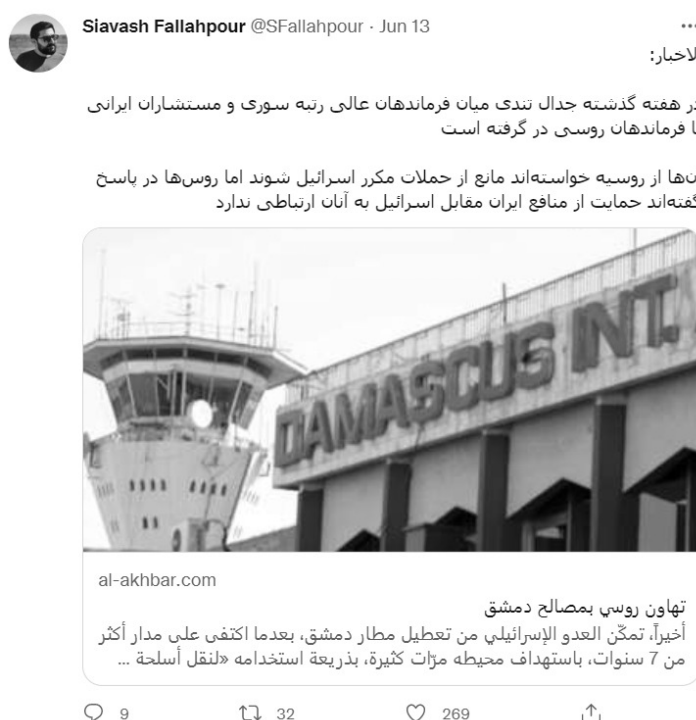 Siavash Fallahpour @SFallahpour · Jun 13
لاخبار:
در هفته گذشته جدال تندی میان فرماندهان عالی رتبه سوری و مستشاران ایرانی
ا فرماندهان روسی در گرفته است
ن‌ها از روسیه خواسته‌اند مانع از حملات مکرر اسرائیل شوند اما روس‌ها در پاسخ
گفته‌اند حمایت از منافع ایران مقابل اسرائیل به آنان ارتباطی ندارد
DAMASCUS INT.
al-akhbar.com
تهاون روسي بمصالح دمشق
أخيراً، تمكّن العدو الإسرائيلي من تعطيل مطار دمشق، بعدما اكتفى على مدار أكثر
من 7 سنوات، باستهداف محيطه مرّات كثيرة، بذريعة استخدامه «لنقل أسلحة ...
9 32 269